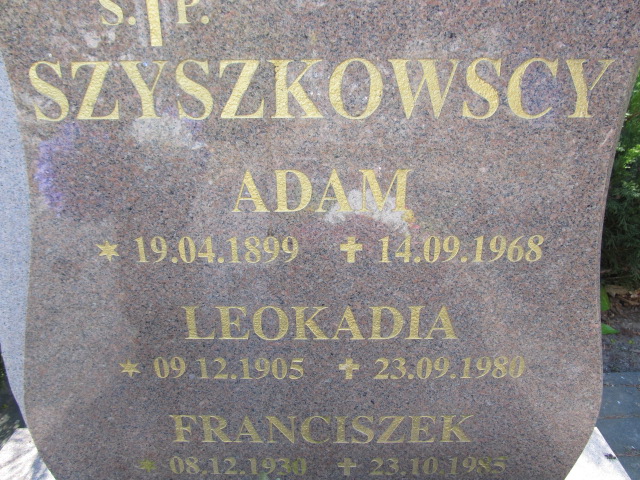 Ś. P.
SZYSZKOWSCY
ADAM
* 19.04.1899 ✝ 14.09.1968
LEOKADIA
* 09 12.1905 ✝ 23.09.1980
FRANCISZEK
* 08.12.1930 ✝ 23.10.1985